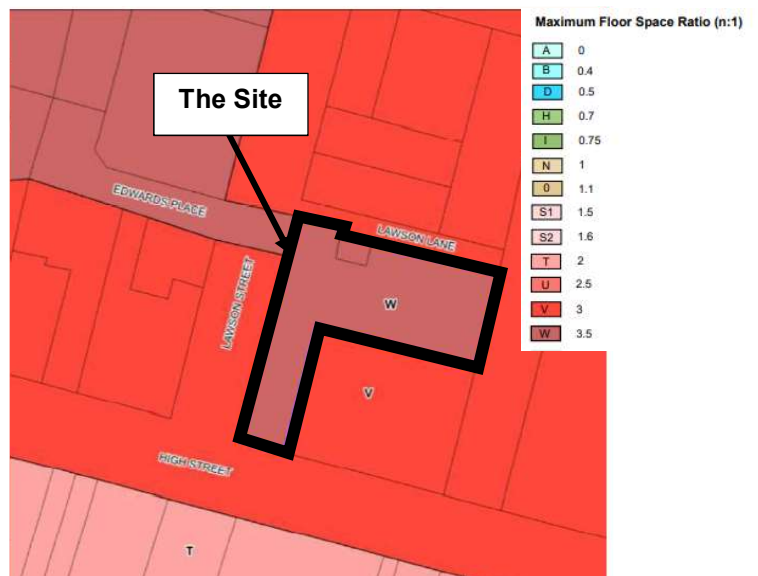 Maximum Floor Space Ratio (n:1)
A 0
B 0.4
D 0.5
H 0.7
I 0.75
N 1
0 1.1
S1 1.5
S2 1.6
T 2
U 2.5
V 3
W 3.5
The Site
EDWARDS PLACE
LAWSON LANE
LAWSON STREET
W
V
HIGH STREET
T